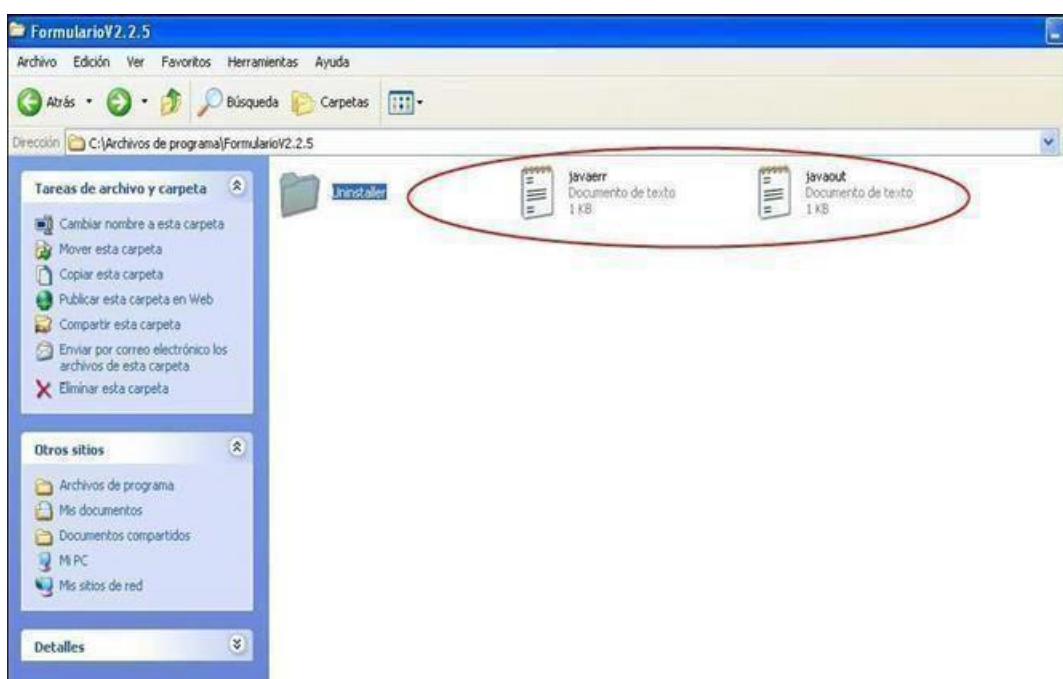 FormularioV2.2.5
Archivo Edición Ver Favoritos Herramientas Ayuda
Atrás Búsqueda Carpetas
Dirección C:\Archivos de programa\FormularioV2.2.5
Tareas de archivo y carpeta
Cambiar nombre a esta carpeta
Mover esta carpeta
Copiar esta carpeta
Publicar esta carpeta en Web
Compartir esta carpeta
Enviar por correo electrónico los
archivos de esta carpeta
Eliminar esta carpeta
Otros sitios
Archivos de programa
Mis documentos
Documentos compartidos
Mi PC
Mis sitios de red
Detalles
Uninstaller
javaerr
Documento de texto
1 KB
javaout
Documento de texto
1 KB